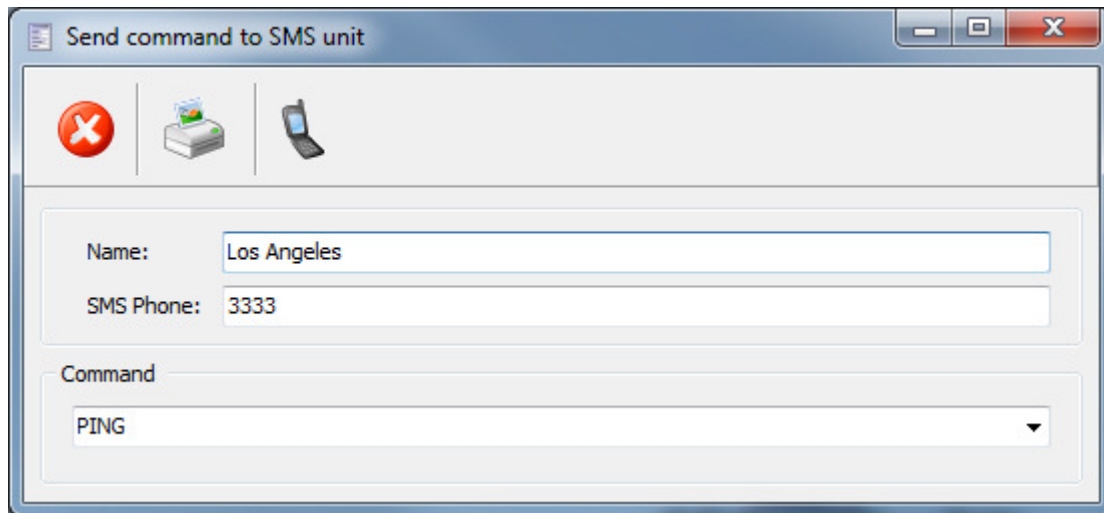 Send command to SMS unit
Name: Los Angeles
SMS Phone: 3333
Command
PING